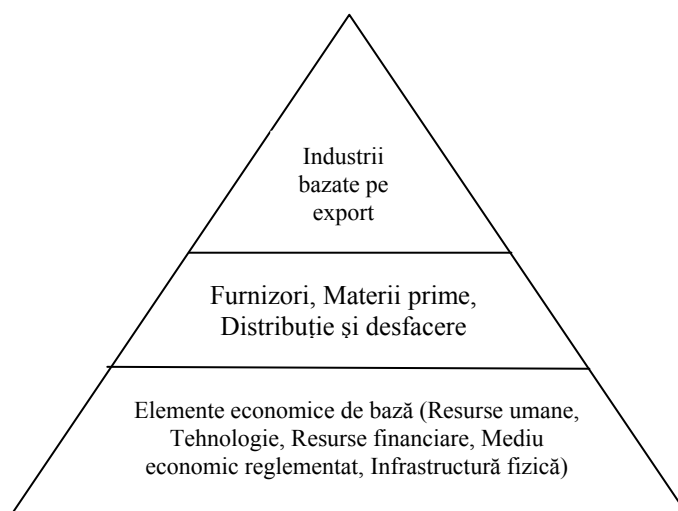 Industrii
bazate pe
export
Furnizori, Materii prime,
Distribuție și desfacere
Elemente economice de bază (Resurse umane,
Tehnologie, Resurse financiare, Mediu
economic reglementat, Infrastructură fizică)